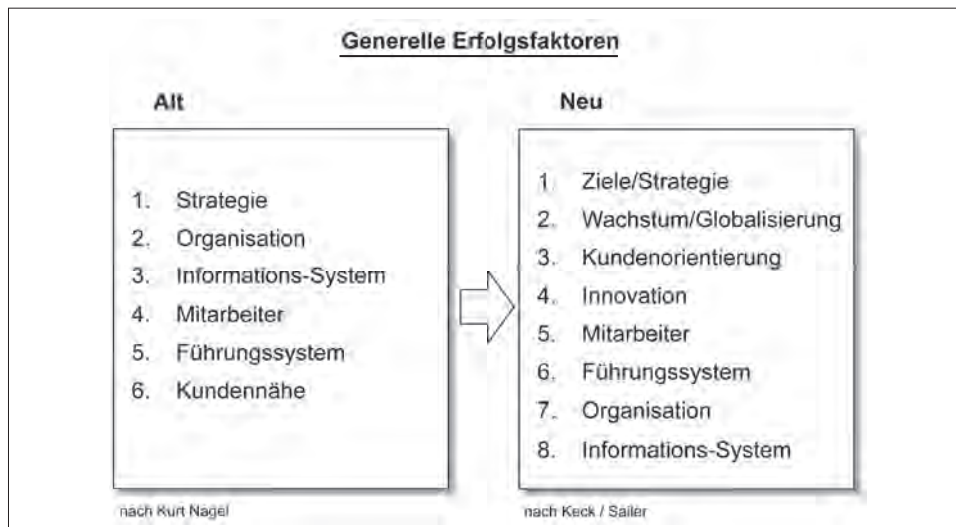 Generelle Erfolgsfaktoren
Alt
1. Strategie
2. Organisation
3. Informations-System
4. Mitarbeiter
5. Führungssystem
6. Kundennähe
nach Kurt Nagel
Neu
1 Ziele/Strategie
2. Wachstum/Globalisierung
3. Kundenorientierung
4. Innovation
5. Mitarbeiter
6. Führungssystem
7. Organisation
8. Informations-System
nach Keck / Sailer